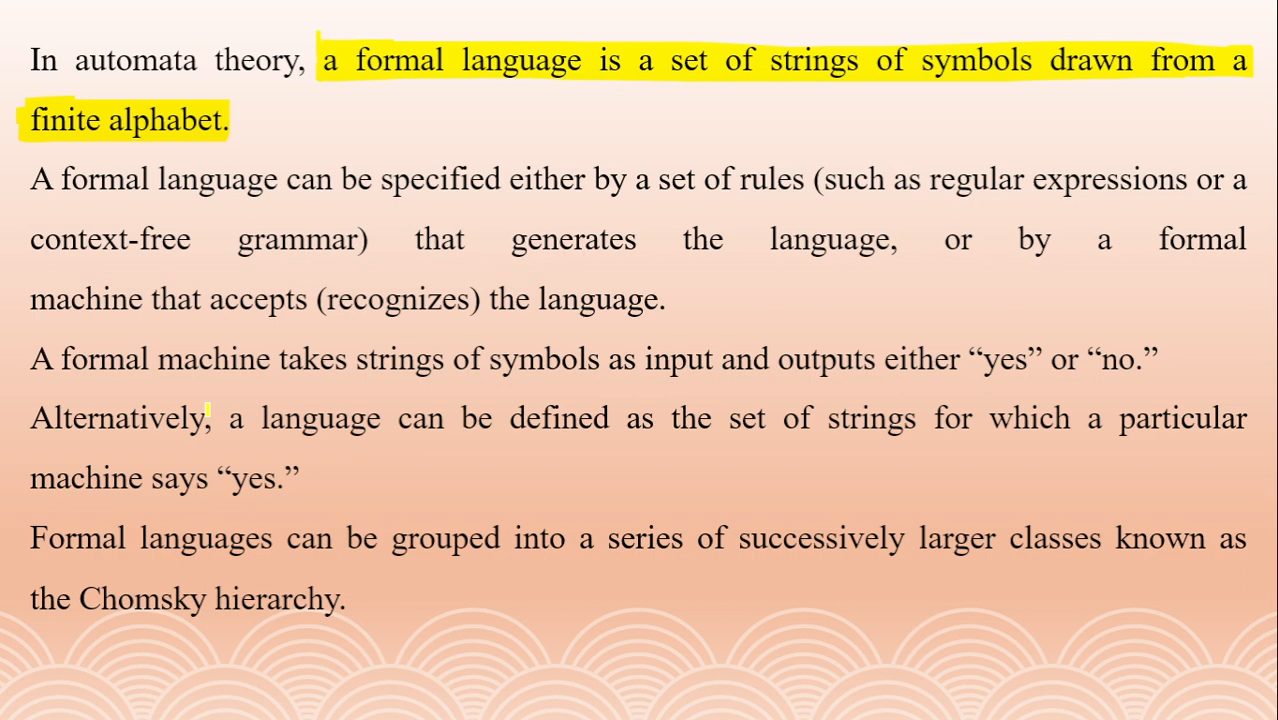 In automata theory, a formal language is a set of strings of symbols drawn from a
finite alphabet.
A formal language can be specified either by a set of rules (such as regular expressions or a
context-free grammar) that generates the language, or by a formal
machine that accepts (recognizes) the language.
A formal machine takes strings of symbols as input and outputs either “yes” or “no.”
Alternatively, a language can be defined as the set of strings for which a particular
machine says “yes.”
Formal languages can be grouped into a series of successively larger classes known as
the Chomsky hierarchy.